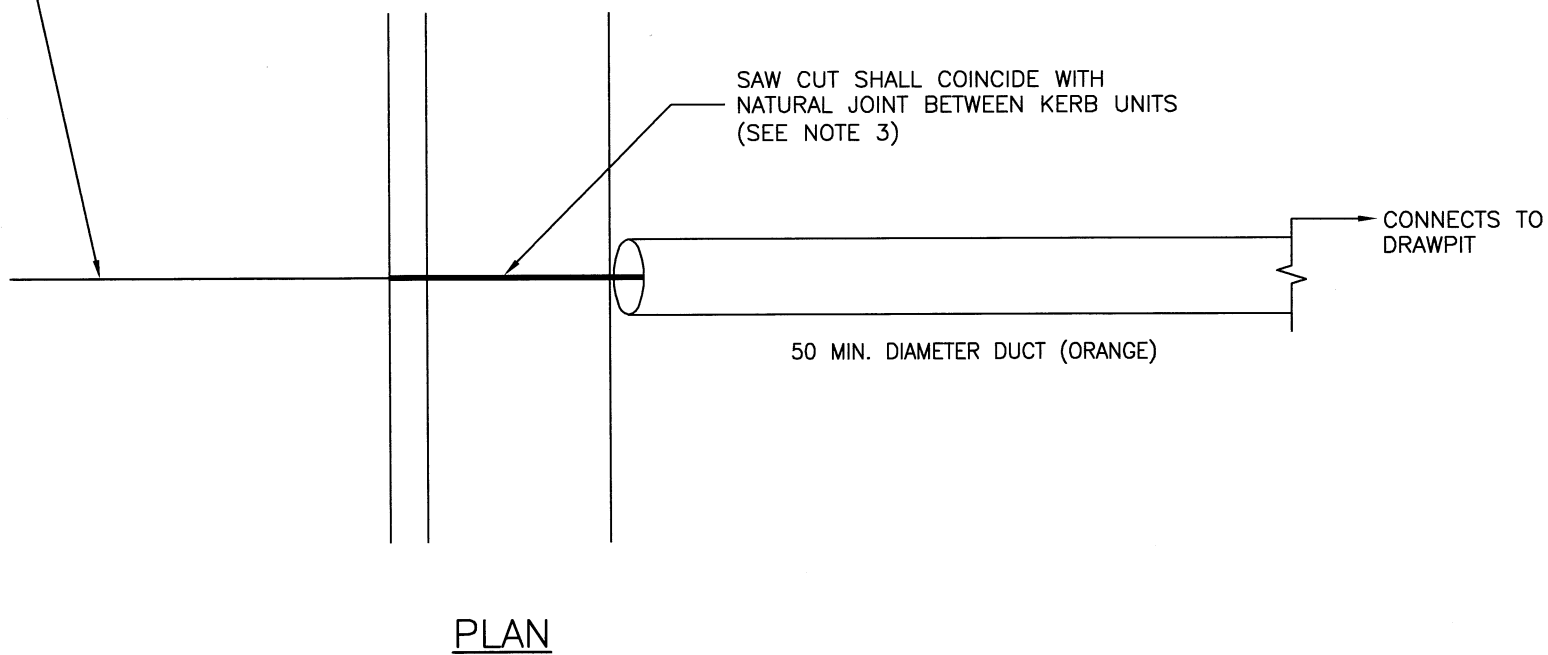 SAW CUT SHALL COINCIDE WITH
NATURAL JOINT BETWEEN KERB UNITS
(SEE NOTE 3)
CONNECTS TO
DRAWPIT
50 MIN. DIAMETER DUCT (ORANGE)
PLAN